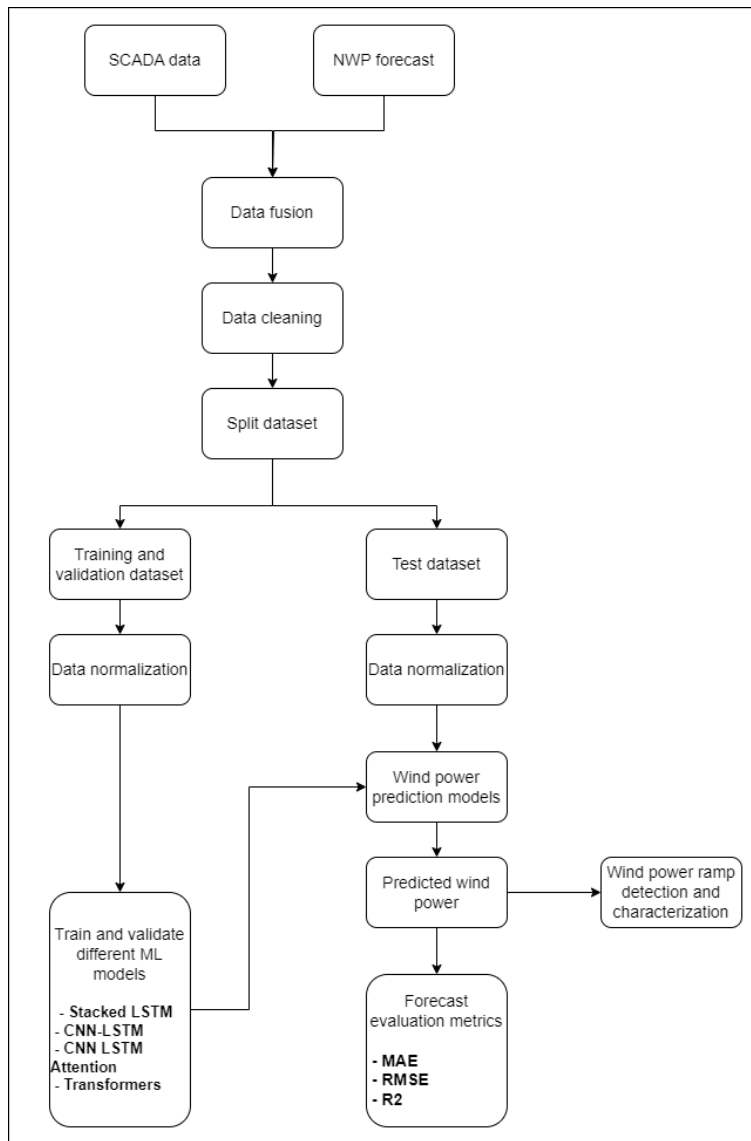 SCADA data
NWP forecast
Data fusion
Data cleaning
Split dataset
Training and
validation dataset
Test dataset
Data normalization
Data normalization
Wind power
prediction models
Predicted wind
power
Wind power ramp
detection and
characterization
Train and validate
different ML
models
- Stacked LSTM
- CNN-LSTM
- CNN LSTM
Attention
- Transformers
Forecast
evaluation metrics
- MAE
- RMSE
- R2